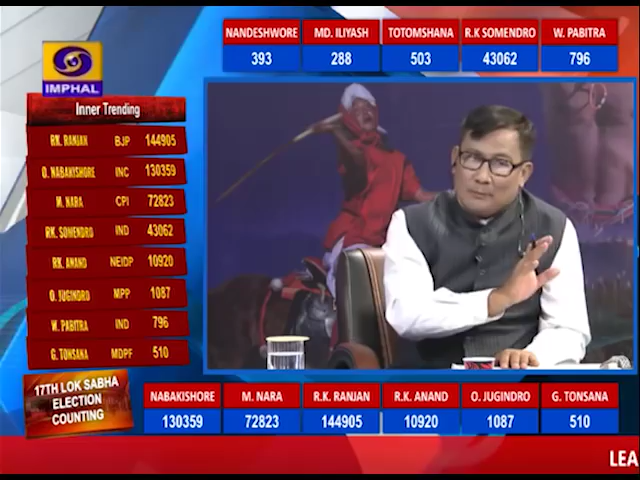 NANDESHWORE MD. ILIYASH TOTOMSHANA R.K SOMENDRO W. PABITRA
393 288 503 43062 796
IMPHAL
Inner Trending
RK. RANJAN BJP 144905
O. NABAKISHORE INC 130359
M. NARA CPI 72823
RK. SOMENDRO IND 43062
RK. ANAND NEIDP 10920
O. JUGINDRO MPP 1087
W. PABITRA IND 796
G. TONSANA MDPF 510
17TH LOK SABHA
ELECTION
COUNTING
NABAKISHORE M. NARA R.K. RANJAN R.K. ANAND O. JUGINDRO G. TONSANA
130359 72823 144905 10920 1087 510
LEA